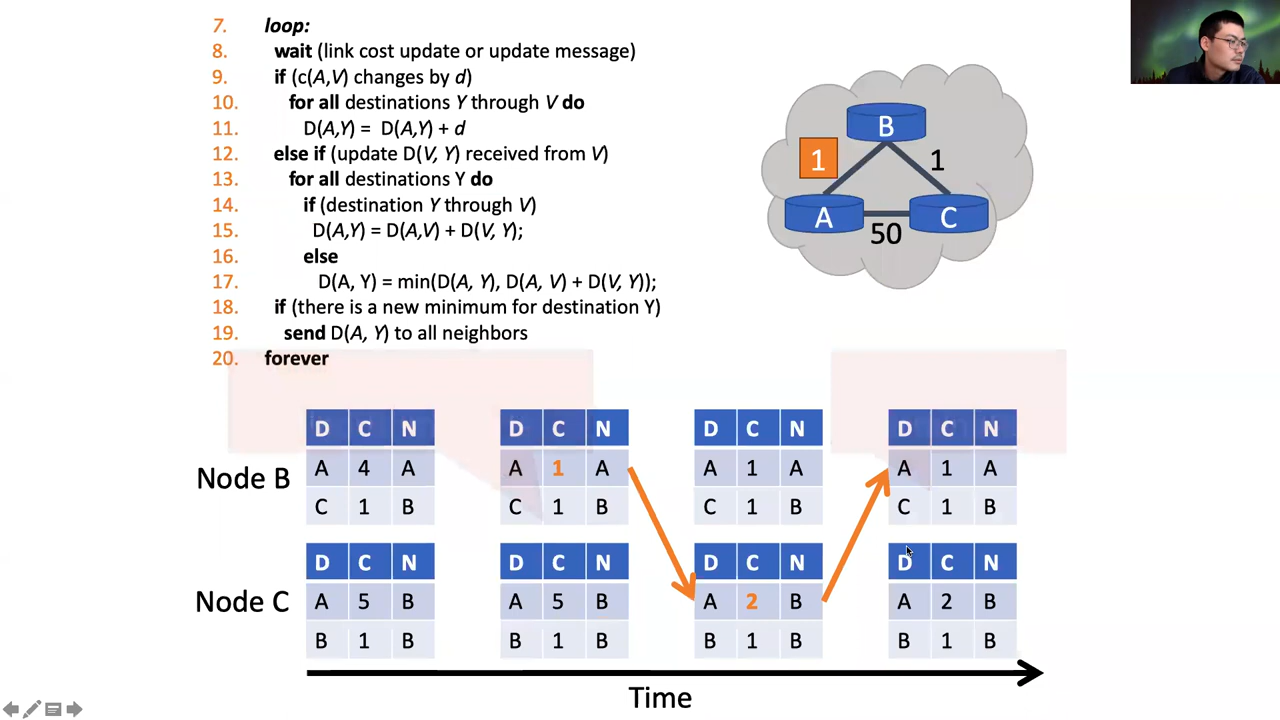 7. loop:
8. wait (link cost update or update message)
9. if (c(A,V) changes by d)
10. for all destinations Y through V do
11. D(A,Y) = D(A,Y) + d
12. else if (update D(V, Y) received from V)
13. for all destinations Y do
14. if (destination Y through V)
15. D(A,Y) = D(A,V) + D(V, Y);
16. else
17. D(A, Y) = min(D(A, Y), D(A, V) + D(V, Y));
18. if (there is a new minimum for destination Y)
19. send D(A, Y) to all neighbors
20. forever
B
1 1
A C
50
D C N D C N D C N D C N
Node B
A 4 A A 1 A A 1 A A 1 A
C 1 B C 1 B C 1 B C 1 B
D C N D C N D C N D C N
Node C
A 5 B A 5 B A 2 B A 2 B
B 1 B B 1 B B 1 B B 1 B
Time